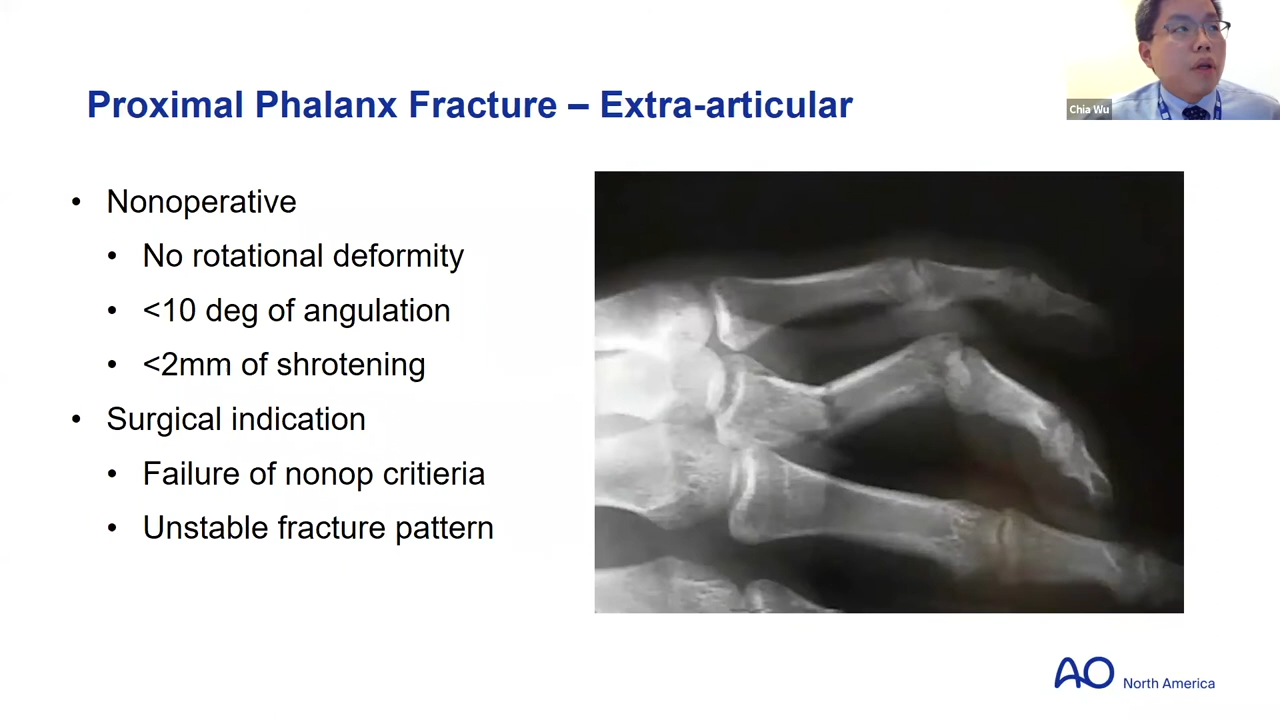 Proximal Phalanx Fracture – Extra-articular
Chia Wu
• Nonoperative
• No rotational deformity
• <10 deg of angulation
• <2mm of shrotening
• Surgical indication
• Failure of nonop critieria
• Unstable fracture pattern
AO North America